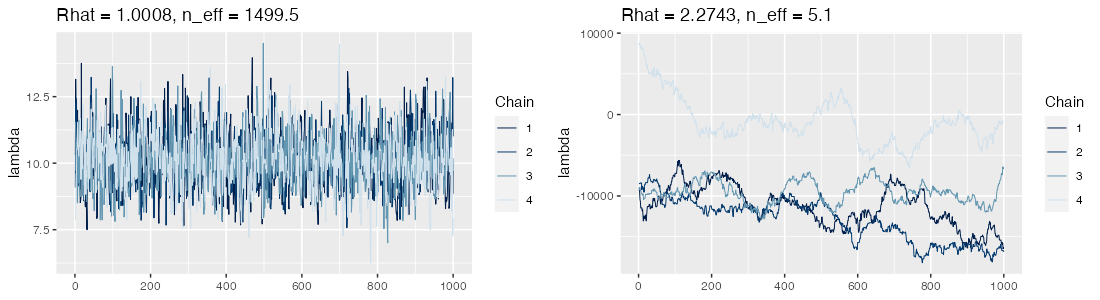 Rhat = 1.0008, n_eff = 1499.5
12.5
10.0
7.5
lambda
0 200 400 600 800 1000
Chain
1
2
3
4
Rhat = 2.2743, n_eff = 5.1
10000
0
-10000
lambda
0 200 400 600 800 1000
Chain
1
2
3
4